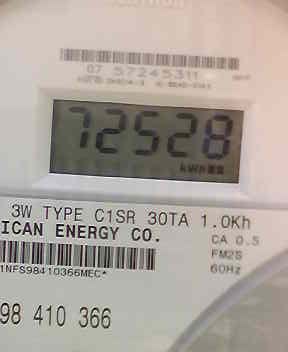 07 57245311
72528
kWh
3W TYPE C1SR 30TA 1.0Kh
ICAN ENERGY CO.
CA 0.5
FM2S
60Hz
1NFS98410366MEC*
98 410 366